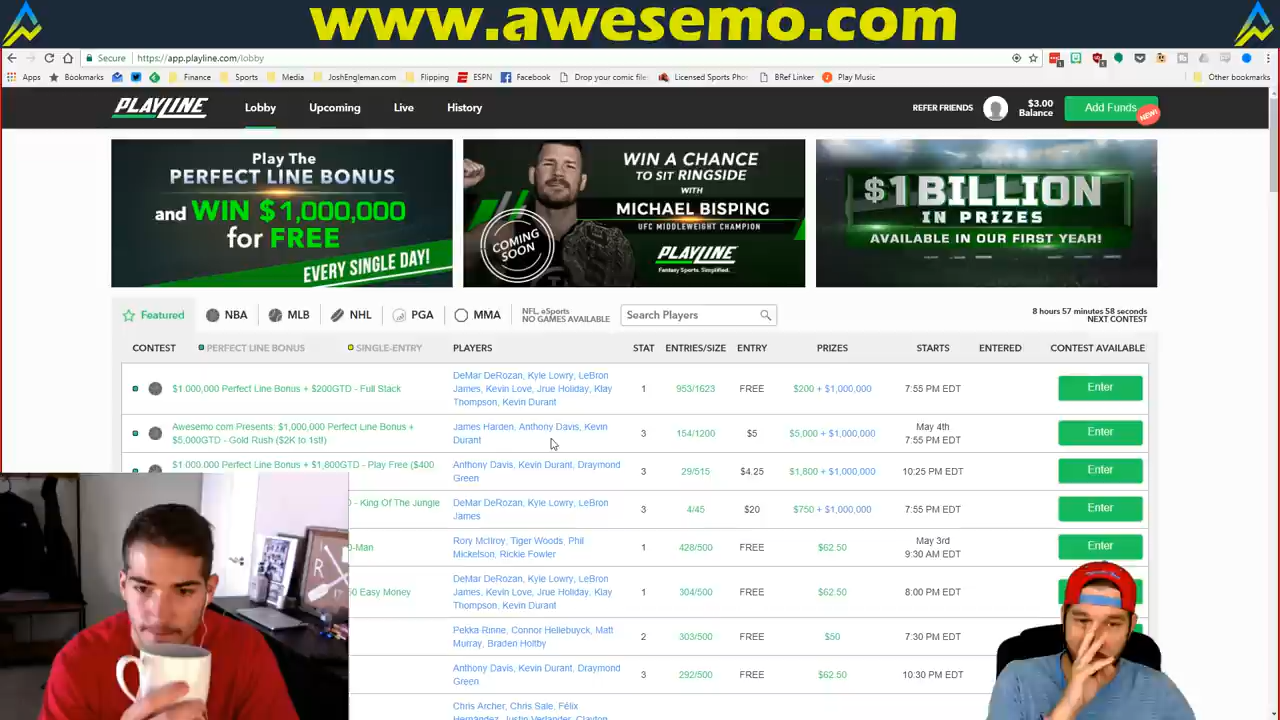 www.awesemo.com
Secure https://app.playline.com/lobby
Apps Bookmarks Finance Sports Media JoshEngleman.com Flipping ESPN Facebook Drop your comic file Licensed Sports Pho BRef Linker Play Music Other bookmarks
PLAYLINE Lobby Upcoming Live History REFER FRIENDS $3.00 Balance Add Funds NEW!
Play The
PERFECT LINE BONUS
and WIN $1,000,000
for FREE
EVERY SINGLE DAY!
COMING SOON
WIN A CHANCE
TO SIT RINGSIDE
WITH
MICHAEL BISPING
UFC MIDDLEWEIGHT CHAMPION
PLAYLINE
Fantasy Sports. Simplified.
$1 BILLION
IN PRIZES
AVAILABLE IN OUR FIRST YEAR!
Featured NBA MLB NHL PGA MMA NFL, eSports NO GAMES AVAILABLE Search Players 8 hours 57 minutes 58 seconds
NEXT CONTEST
CONTEST PERFECT LINE BONUS SINGLE-ENTRY PLAYERS STAT ENTRIES/SIZE ENTRY PRIZES STARTS ENTERED CONTEST AVAILABLE
DeMar DeRozan, Kyle Lowry, LeBron
$1,000,000 Perfect Line Bonus + $200GTD - Full Stack James, Kevin Love, Jrue Holiday, Klay 1 953/1623 FREE $200 + $1,000,000 7:55 PM EDT Enter
Thompson, Kevin Durant
Awesemo com Presents: $1,000,000 Perfect Line Bonus + James Harden, Anthony Davis, Kevin 3 154/1200 $5 $5,000 + $1,000,000 May 4th Enter
$5,000GTD - Gold Rush ($2K to 1st!) Durant 7:55 PM EDT
$1,000,000 Perfect Line Bonus + $1,800GTD - Play Free ($400 Anthony Davis, Kevin Durant, Draymond 3 29/515 $4.25 $1,800 + $1,000,000 10:25 PM EDT Enter
Green
- King Of The Jungle DeMar DeRozan, Kyle Lowry, LeBron 3 4/45 $20 $750 + $1,000,000 7:55 PM EDT Enter
James
-Man Rory McIlroy, Tiger Woods, Phil 1 428/500 FREE $62.50 May 3rd Enter
Mickelson, Rickie Fowler 9:30 AM EDT
DeMar DeRozan, Kyle Lowry, LeBron
Easy Money James, Kevin Love, Jrue Holiday, Klay 1 304/500 FREE $62.50 8:00 PM EDT
Thompson, Kevin Durant
Pekka Rinne, Connor Hellebuyck, Matt 2 303/500 FREE $50 7:30 PM EDT
Murray, Braden Holtby
Anthony Davis, Kevin Durant, Draymond 3 292/500 FREE $62.50 10:30 PM EDT
Green
Chris Archer, Chris Sale, Félix
Hernández, Justin Verlander, Clayton
R